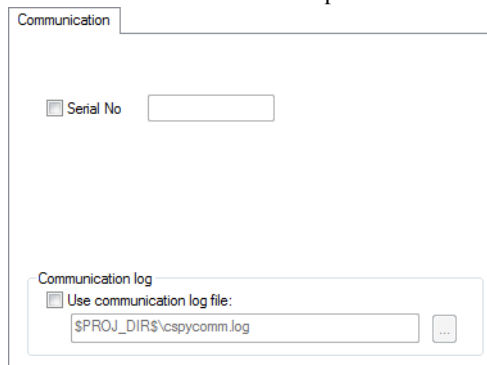 Communication
Serial No
Communication log
Use communication log file:
$PROJ_DIR$\cspycomm.log
...